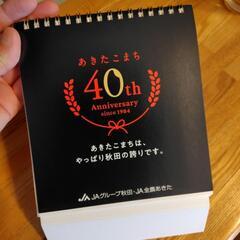 あきたこまち
40th
Anniversary
since 1984
あきたこまちは、
やっぱり秋田の誇りです。
JA JAグループ秋田・JA全農あきた